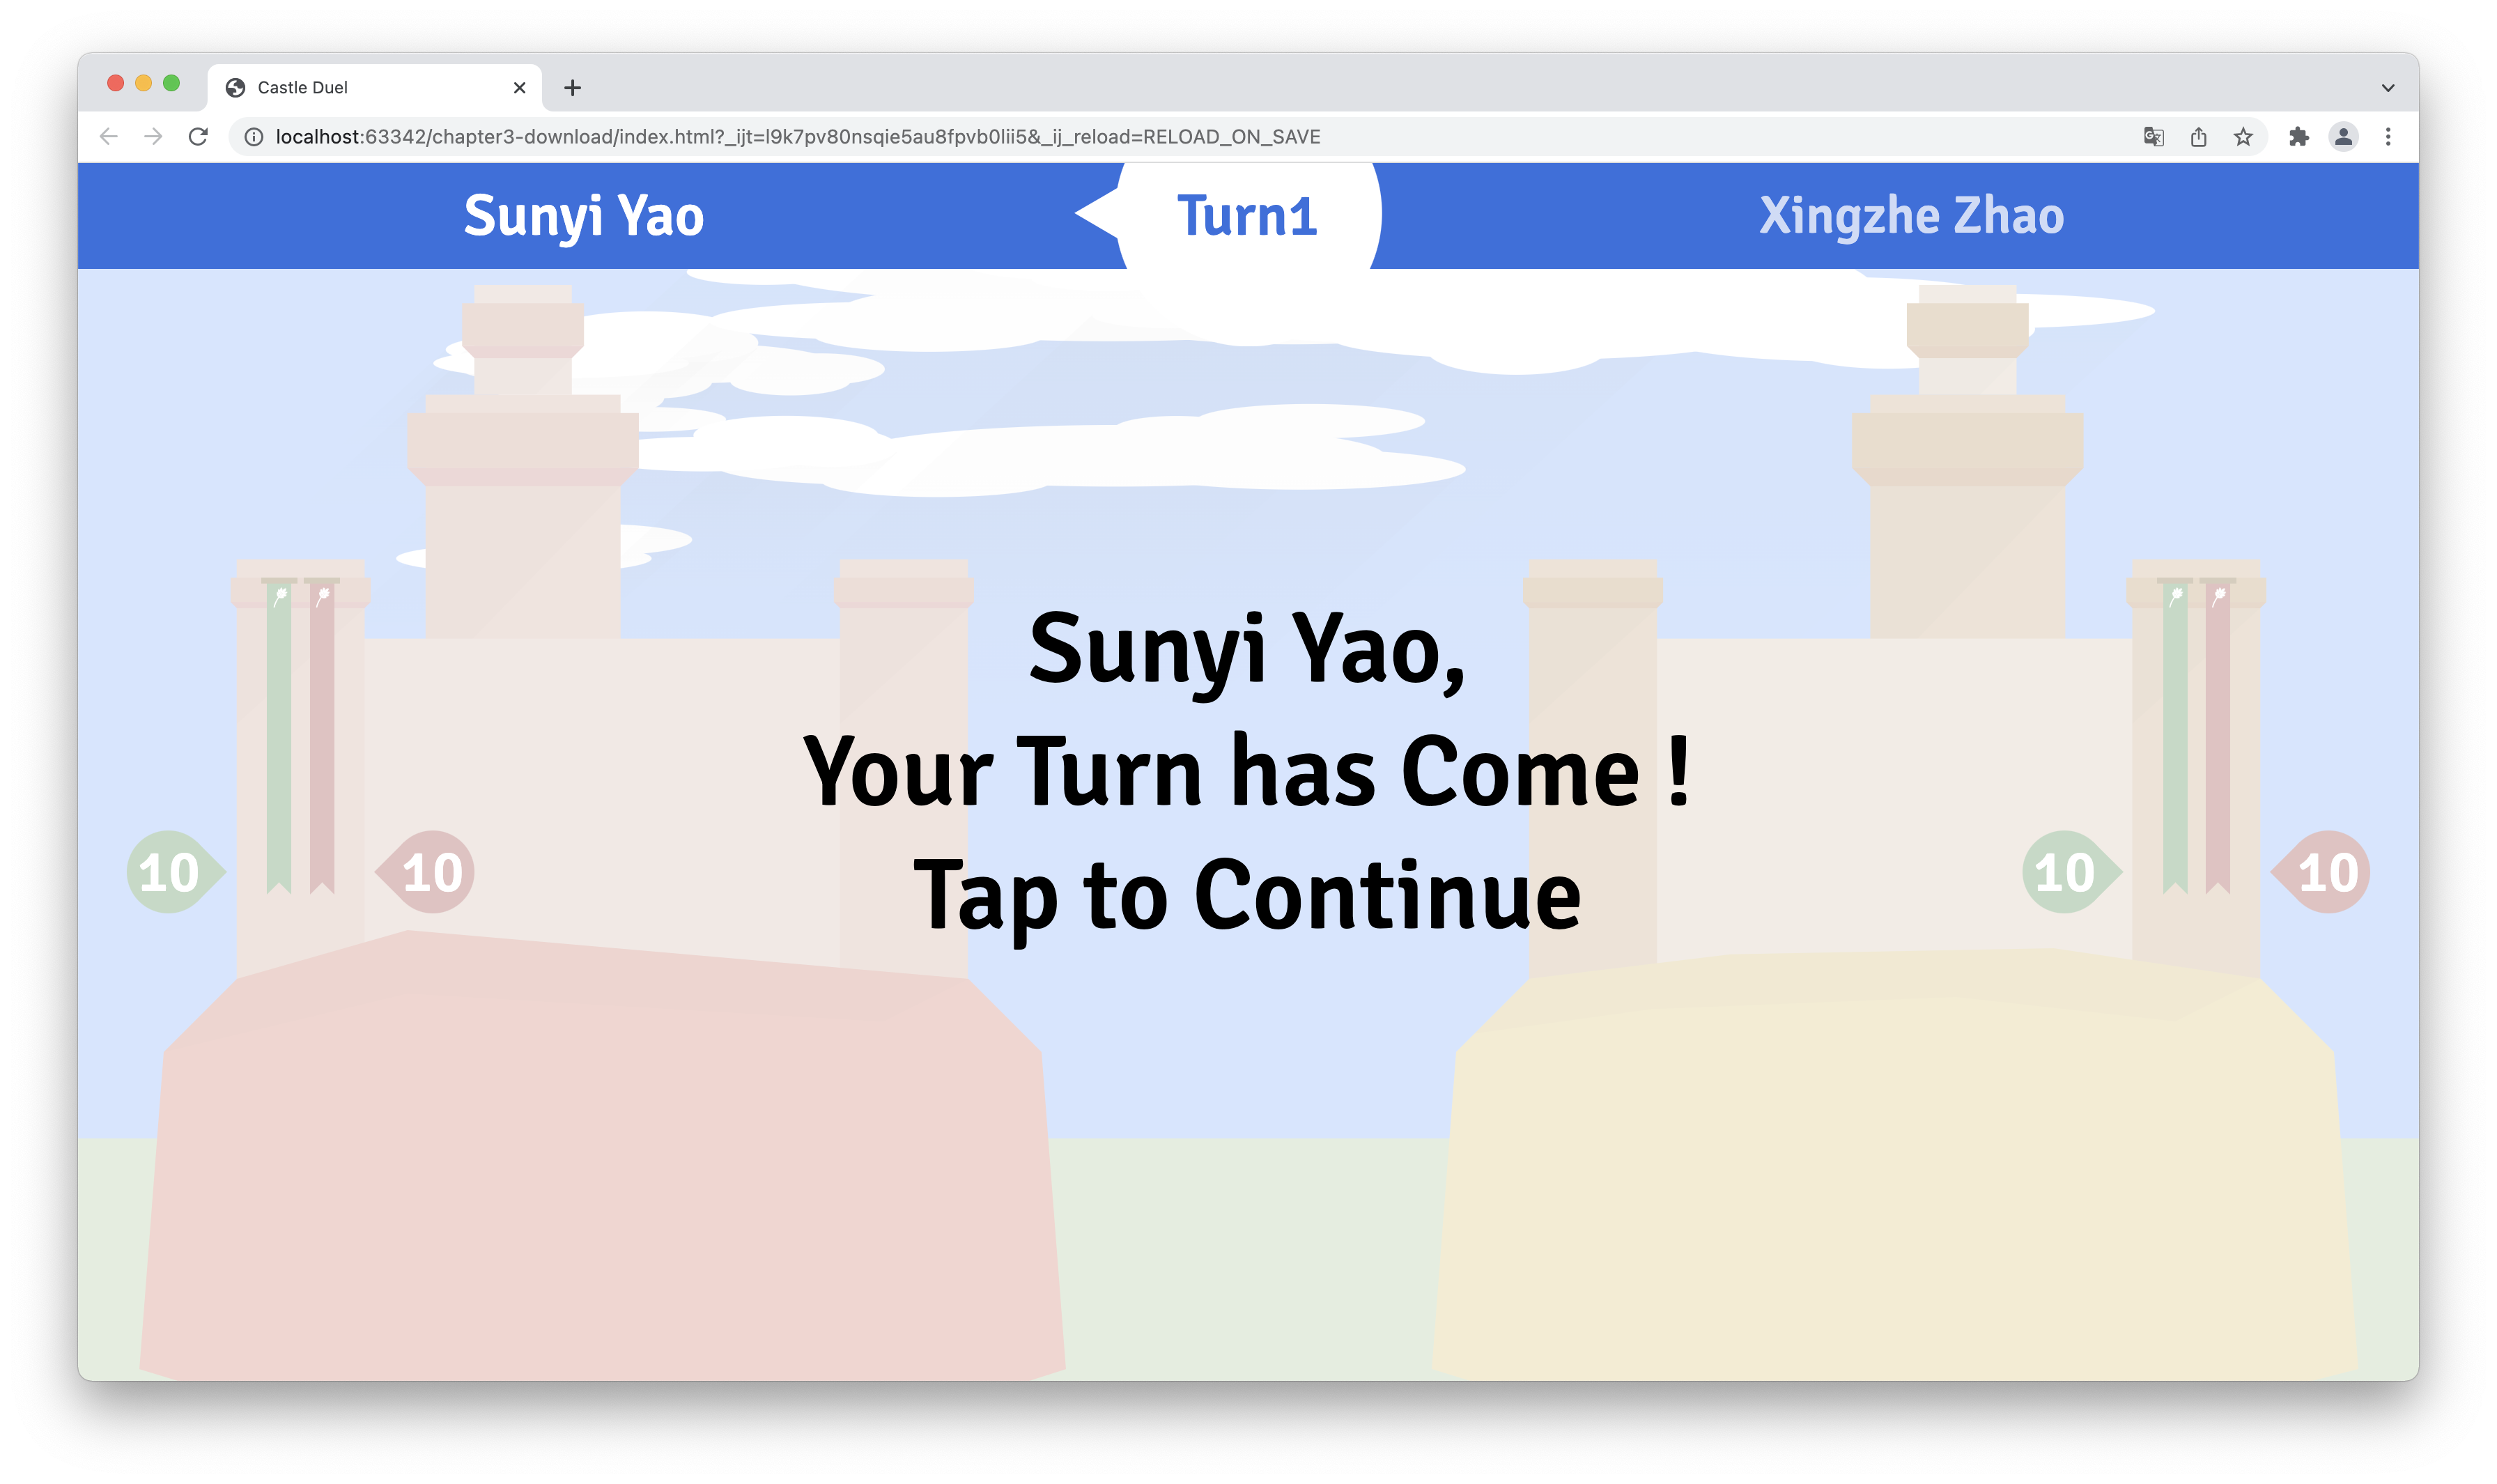 Castle Duel
localhost:63342/chapter3-download/index.html?_ijt=l9k7pv80nsqie5au8fpvb0lii5&_ij_reload=RELOAD_ON_SAVE
Sunyi Yao
Turn1
Xingzhe Zhao
Sunyi Yao,
Your Turn has Come !
Tap to Continue
10
10
10
10